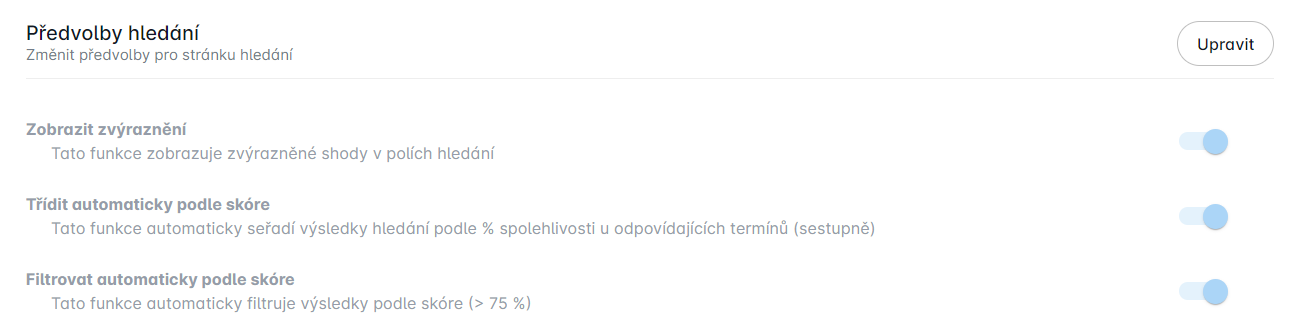 Předvolby hledání
Změnit předvolby pro stránku hledání
Upravit
Zobrazit zvýraznění
Tato funkce zobrazuje zvýrazněné shody v polích hledání
Třídit automaticky podle skóre
Tato funkce automaticky seřadí výsledky hledání podle % spolehlivosti u odpovídajících termínů (sestupně)
Filtrovat automaticky podle skóre
Tato funkce automaticky filtruje výsledky podle skóre (> 75 %)